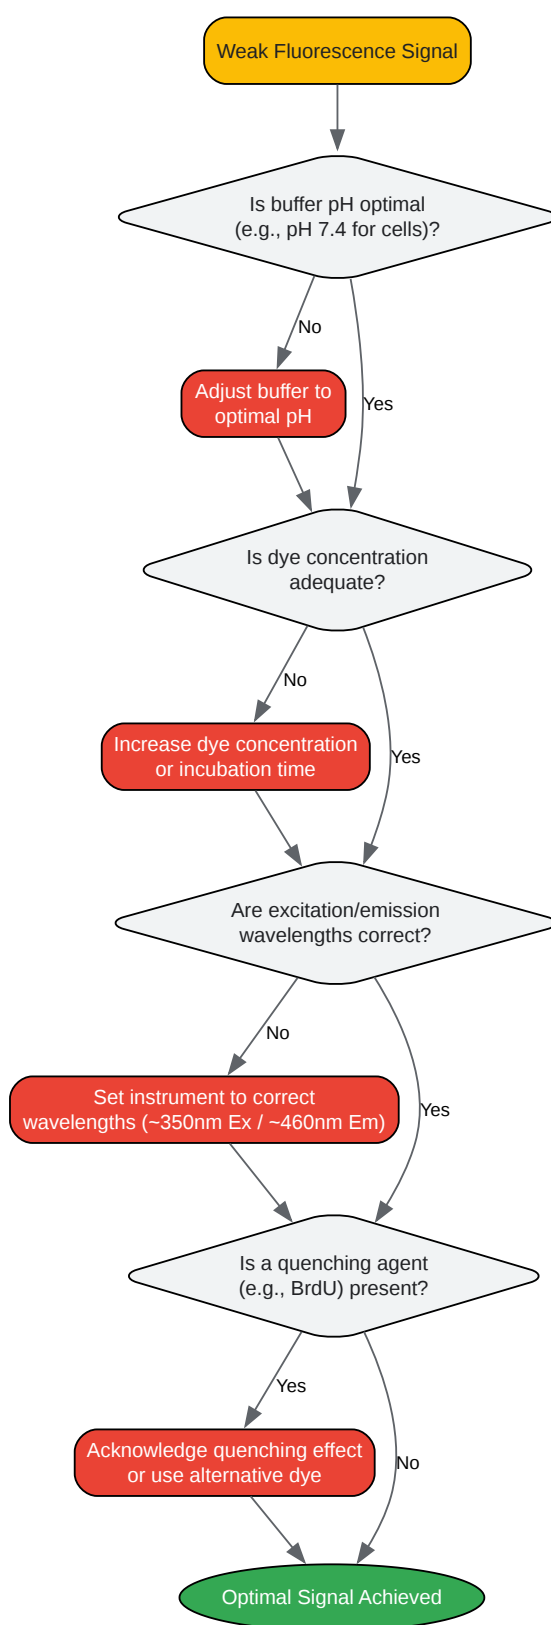 Weak Fluorescence Signal
Is buffer pH optimal
(e.g., pH 7.4 for cells)?
No
Yes
Adjust buffer to
optimal pH
Is dye concentration
adequate?
No
Yes
Increase dye concentration
or incubation time
Are excitation/emission
wavelengths correct?
No
Yes
Set instrument to correct
wavelengths (~350nm Ex / ~460nm Em)
Is a quenching agent
(e.g., BrdU) present?
Yes
No
Acknowledge quenching effect
or use alternative dye
Optimal Signal Achieved